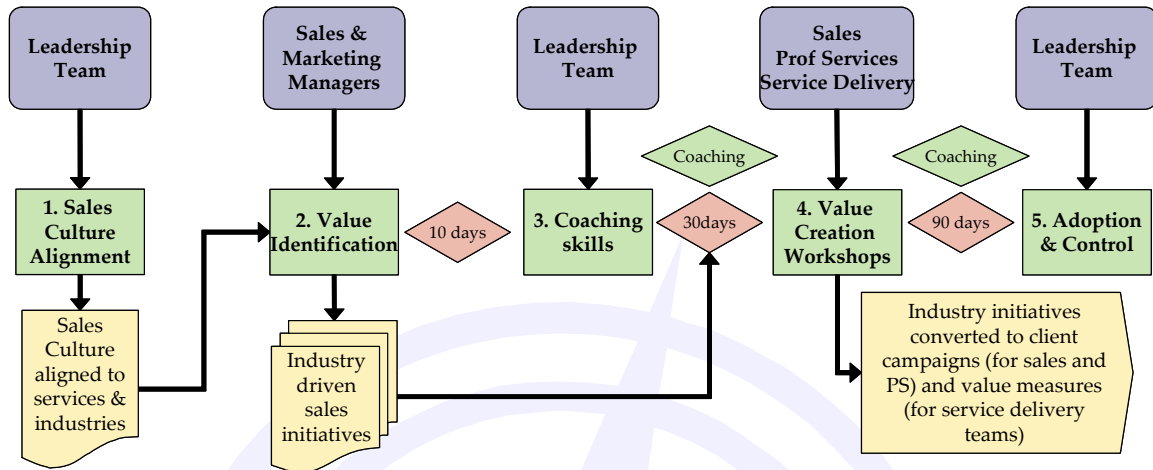 Leadership
Team
Sales &
Marketing
Managers
Leadership
Team
Sales
Prof Services
Service Delivery
Leadership
Team
Coaching
Coaching
1. Sales
Culture
Alignment
2. Value
Identification
10 days
3. Coaching
skills
30days
4. Value
Creation
Workshops
90 days
5. Adoption
& Control
Sales
Culture
aligned to
services &
industries
Industry
driven
sales
initiatives
Industry initiatives
converted to client
campaigns (for sales and
PS) and value measures
(for service delivery
teams)